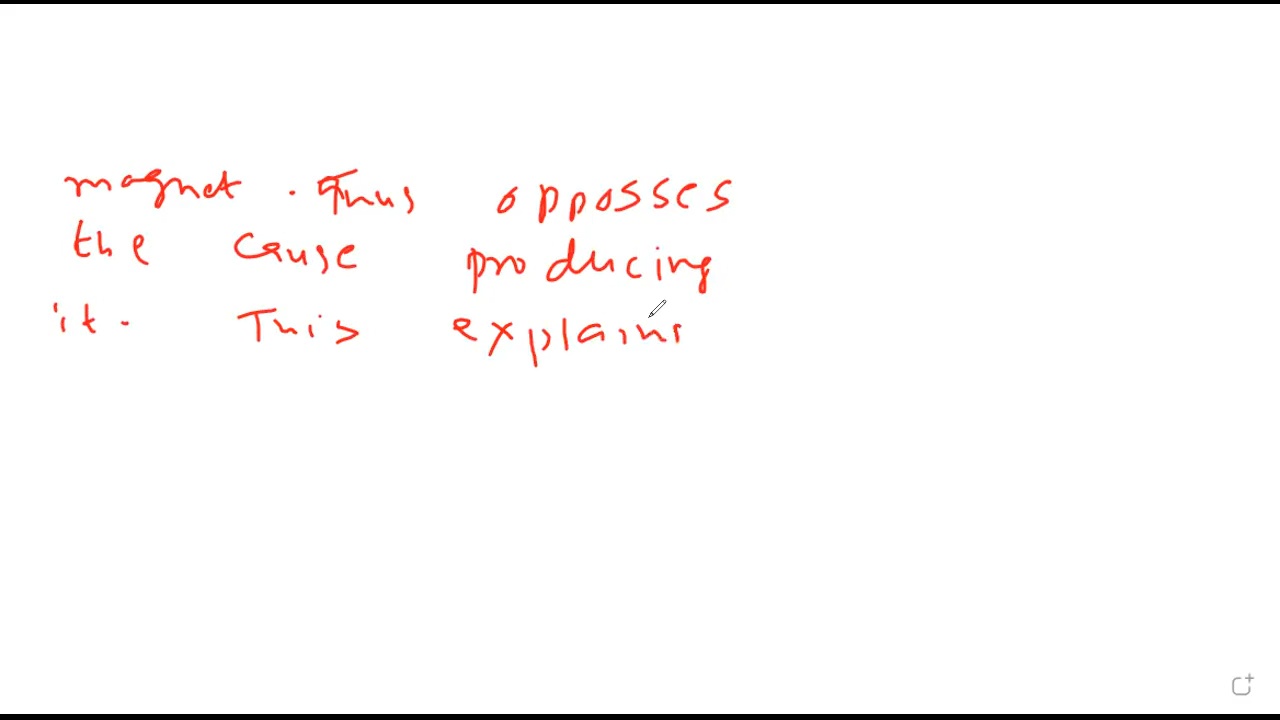 magnet. Thus opposses
the cause producing
it. This explains